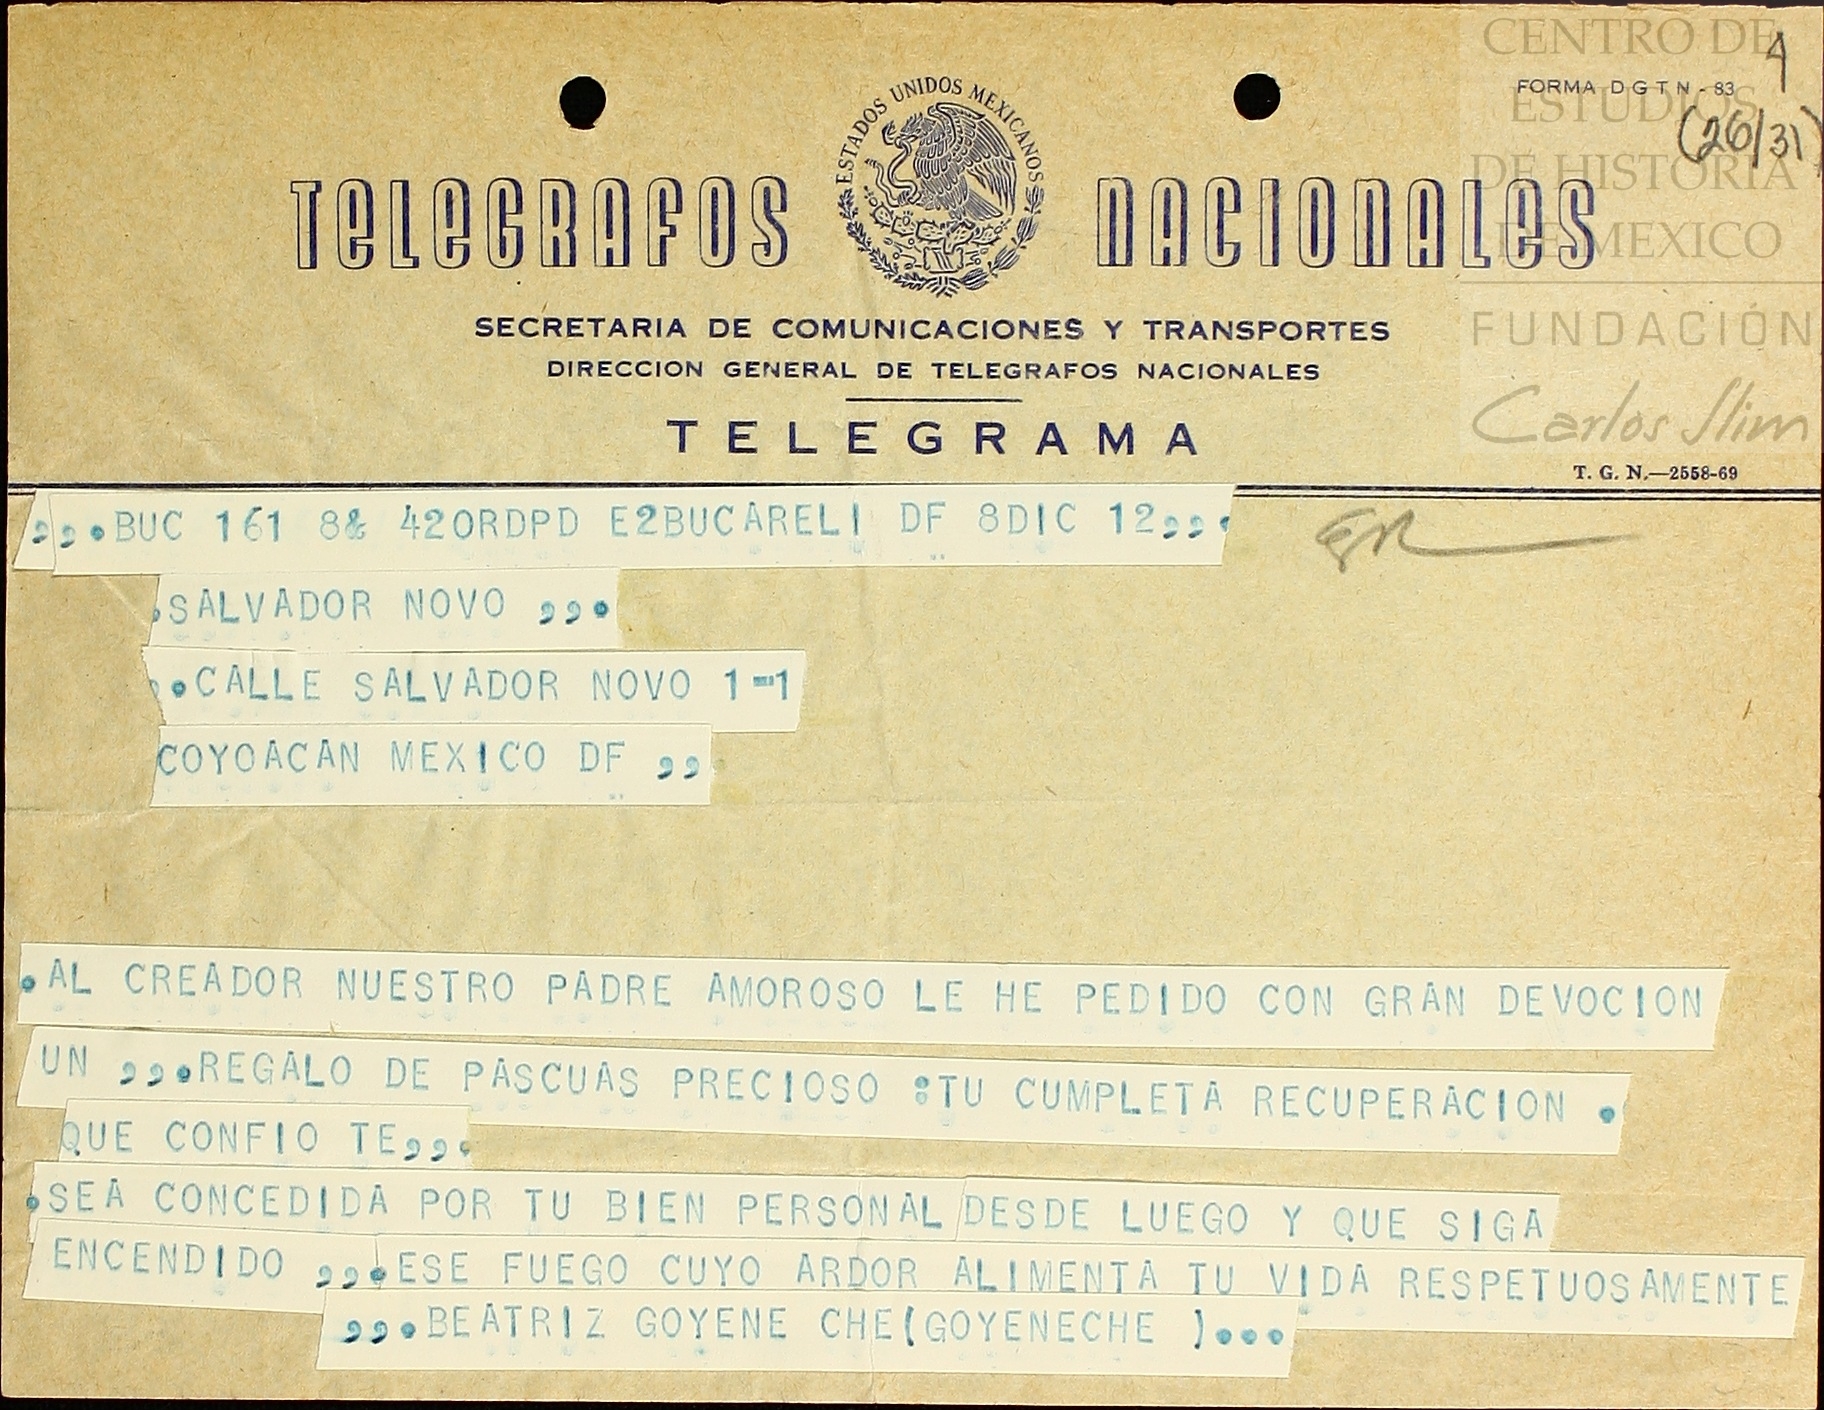 CENTRO DE
ESTUDIOS
DE HISTORIA
DE MEXICO
FUNDACIÓN
Carlos Slim
4
FORMA D G T N - 83
(26/31)
ESTADOS UNIDOS MEXICANOS
TELEGRAFOS NACIONALES
SECRETARIA DE COMUNICACIONES Y TRANSPORTES
DIRECCION GENERAL DE TELEGRAFOS NACIONALES
TELEGRAMA
T. G. N.—2558-69
,,.BUC 161 8& 42ORDPD E2BUCARELI DF 8DIC 12,,.
.SALVADOR NOVO ,,.
,.CALLE SALVADOR NOVO 1-1
COYOACAN MEXICO DF ,,
.AL CREADOR NUESTRO PADRE AMOROSO LE HE PEDIDO CON GRAN DEVOCION
UN ,,.REGALO DE PASCUAS PRECIOSO :TU CUMPLETA RECUPERACION .
QUE CONFIO TE,,.
.SEA CONCEDIDA POR TU BIEN PERSONAL DESDE LUEGO Y QUE SIGA
ENCENDIDO ,,.ESE FUEGO CUYO ARDOR ALIMENTA TU VIDA RESPETUOSAMENTE
,,.BEATRIZ GOYENE CHE(GOYENECHE )...